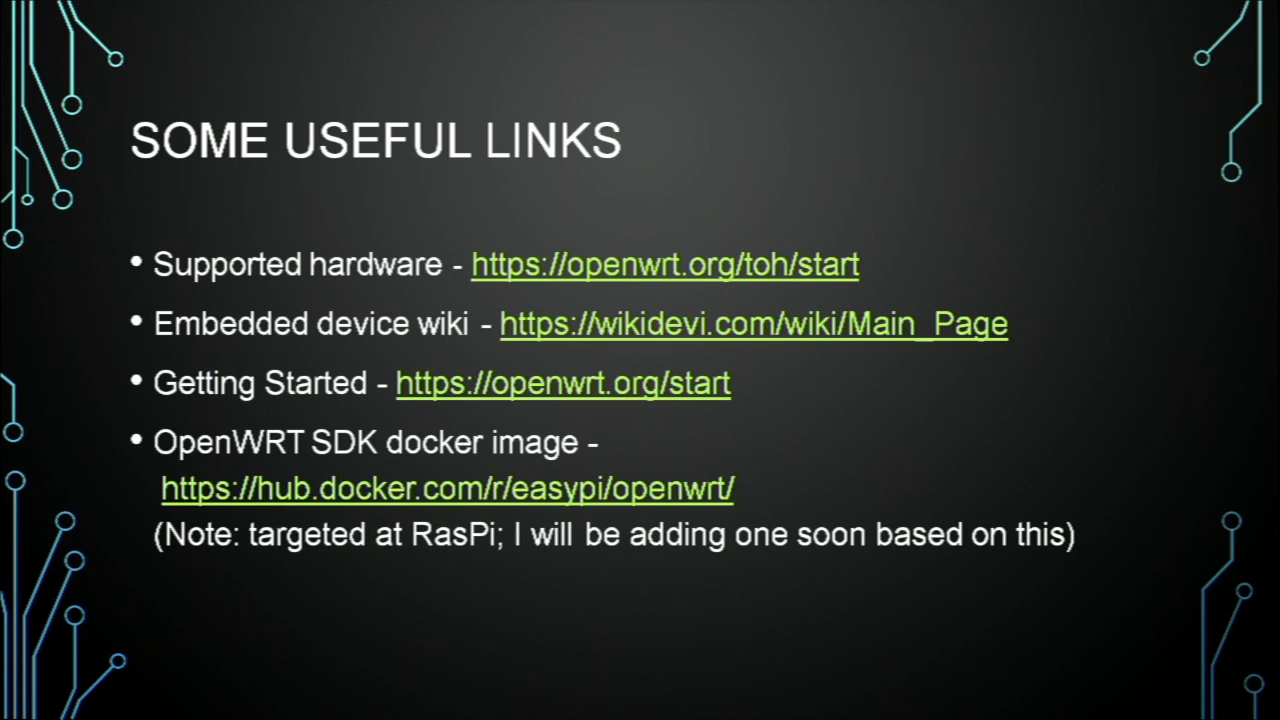 SOME USEFUL LINKS
• Supported hardware - https://openwrt.org/toh/start
• Embedded device wiki - https://wikidevi.com/wiki/Main_Page
• Getting Started - https://openwrt.org/start
• OpenWRT SDK docker image -
https://hub.docker.com/r/easypi/openwrt/
(Note: targeted at RasPi; I will be adding one soon based on this)